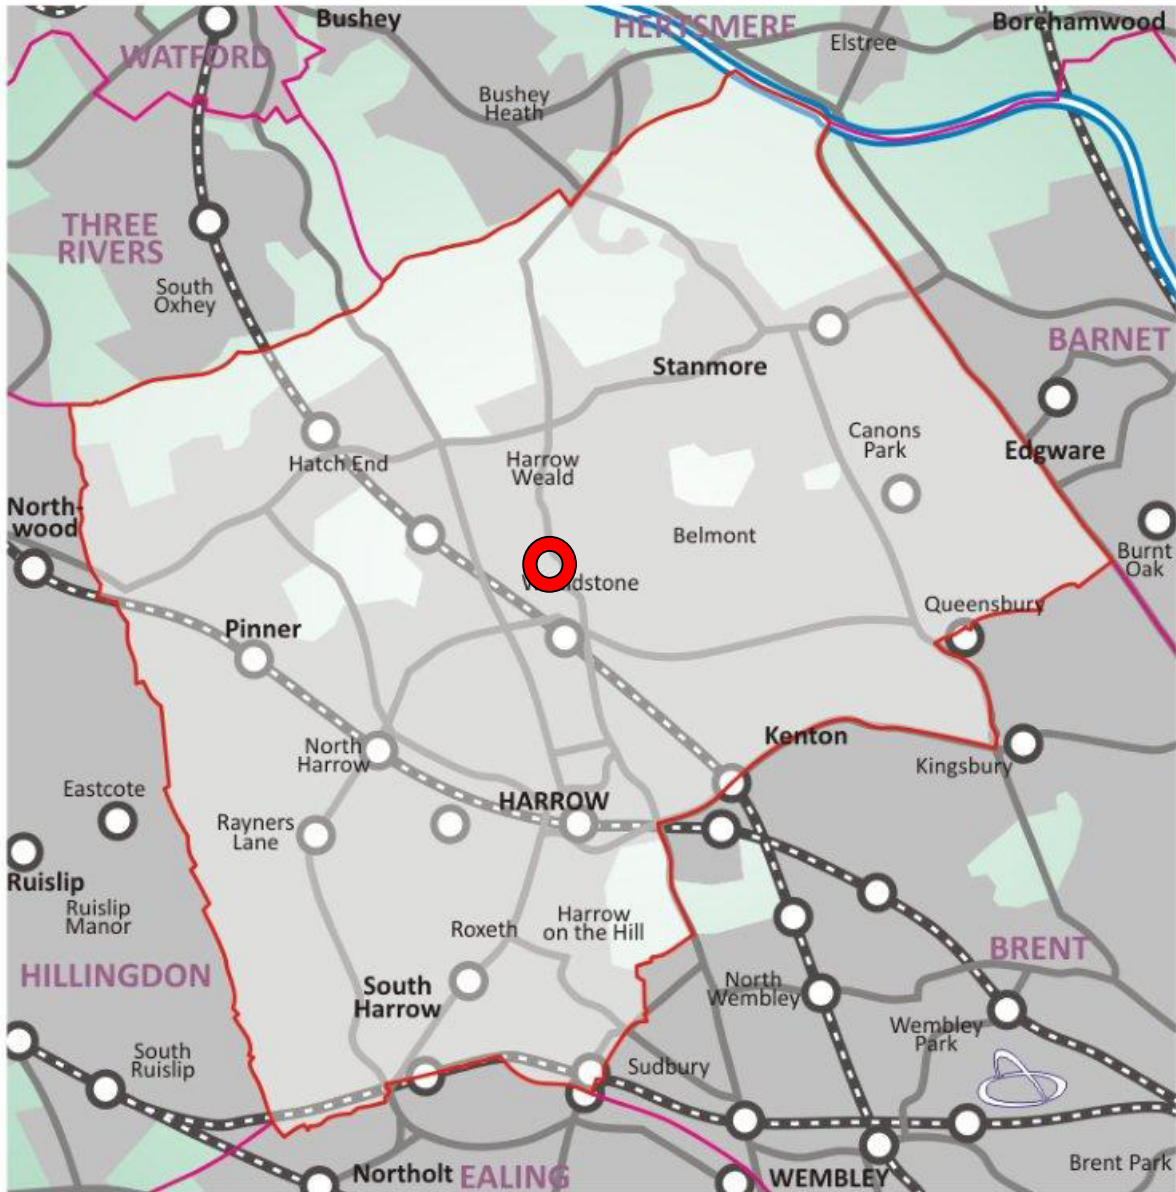 Bushey
HERTSMERE
Borehamwood
WATFORD
Elstree
Bushey
Heath
THREE
RIVERS
South
Oxhey
BARNET
Stanmore
Canons
Park
Edgware
Hatch End
Harrow
Weald
North-
wood
Belmont
Burnt
Oak
Queensbury
Pinner
North
Harrow
Kenton
Kingsbury
Eastcote
HARROW
Rayners
Lane
Ruislip
Ruislip
Manor
Roxeth
Harrow
on the Hill
BRENT
HILLINGDON
South
Harrow
North
Wembley
Wembley
Park
South
Ruislip
Sudbury
Brent Park
Northolt
EALING
WEMBLEY